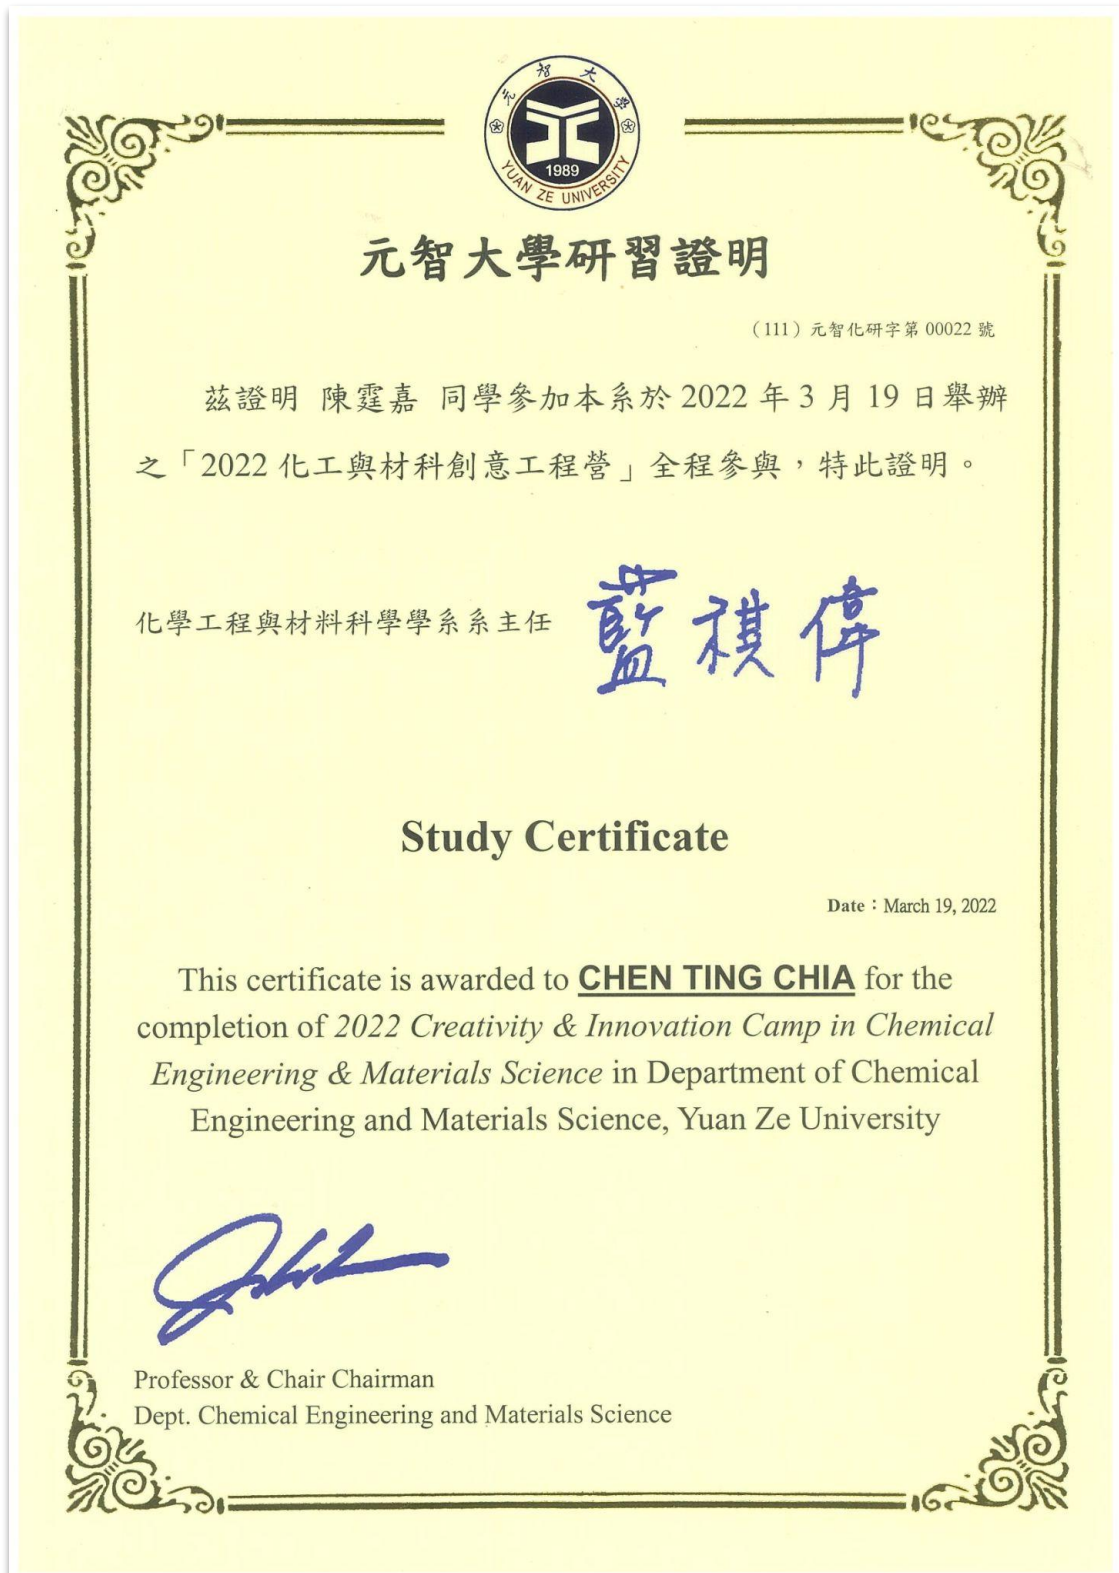 元智大學
1989
YUAN ZE UNIVERSITY
元智大學研習證明
（111）元智化研字第 00022 號
茲證明 陳霆嘉 同學參加本系於 2022 年 3 月 19 日舉辦
之「2022 化工與材科創意工程營」全程參與，特此證明。
化學工程與材料科學學系系主任 藍祺偉
Study Certificate
Date：March 19, 2022
This certificate is awarded to CHEN TING CHIA for the
completion of 2022 Creativity & Innovation Camp in Chemical
Engineering & Materials Science in Department of Chemical
Engineering and Materials Science, Yuan Ze University
Professor & Chair Chairman
Dept. Chemical Engineering and Materials Science